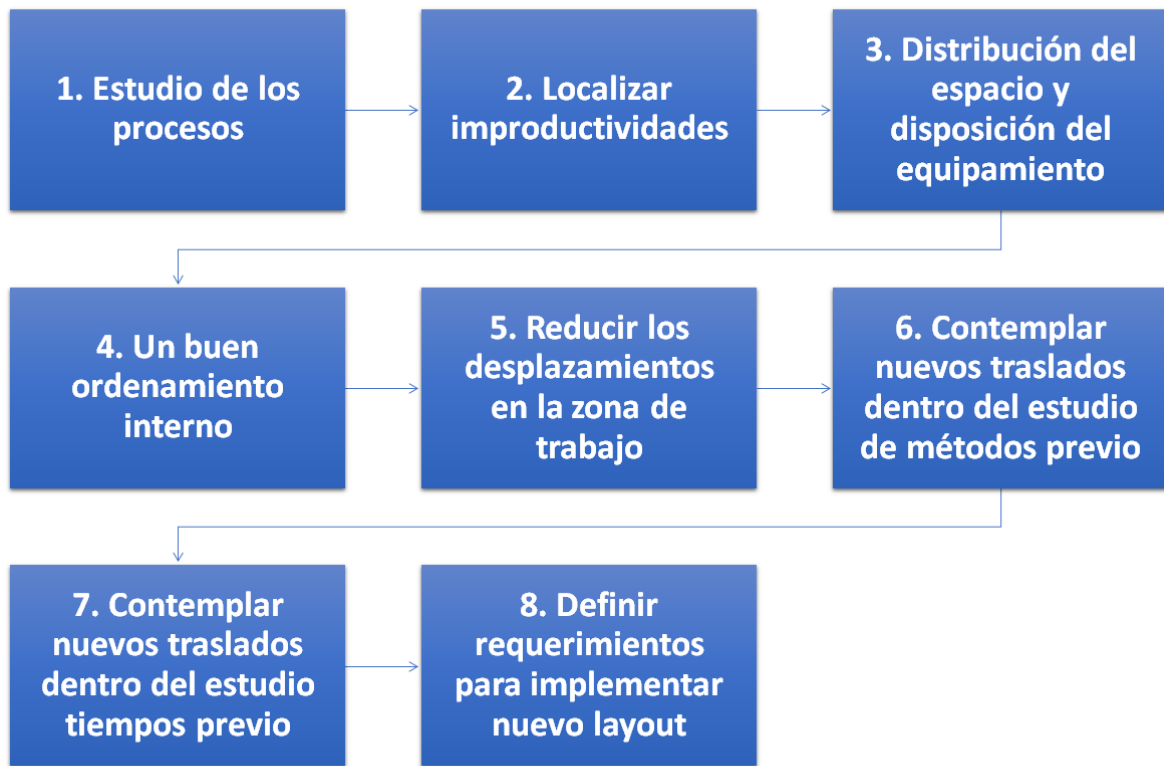 1. Estudio de los
procesos
2. Localizar
improductividades
3. Distribución del
espacio y
disposición del
equipamiento
4. Un buen
ordenamiento
interno
5. Reducir los
desplazamientos
en la zona de
trabajo
6. Contemplar
nuevos traslados
dentro del estudio
de métodos previo
7. Contemplar
nuevos traslados
dentro del estudio
tiempos previo
8. Definir
requerimientos
para implementar
nuevo layout